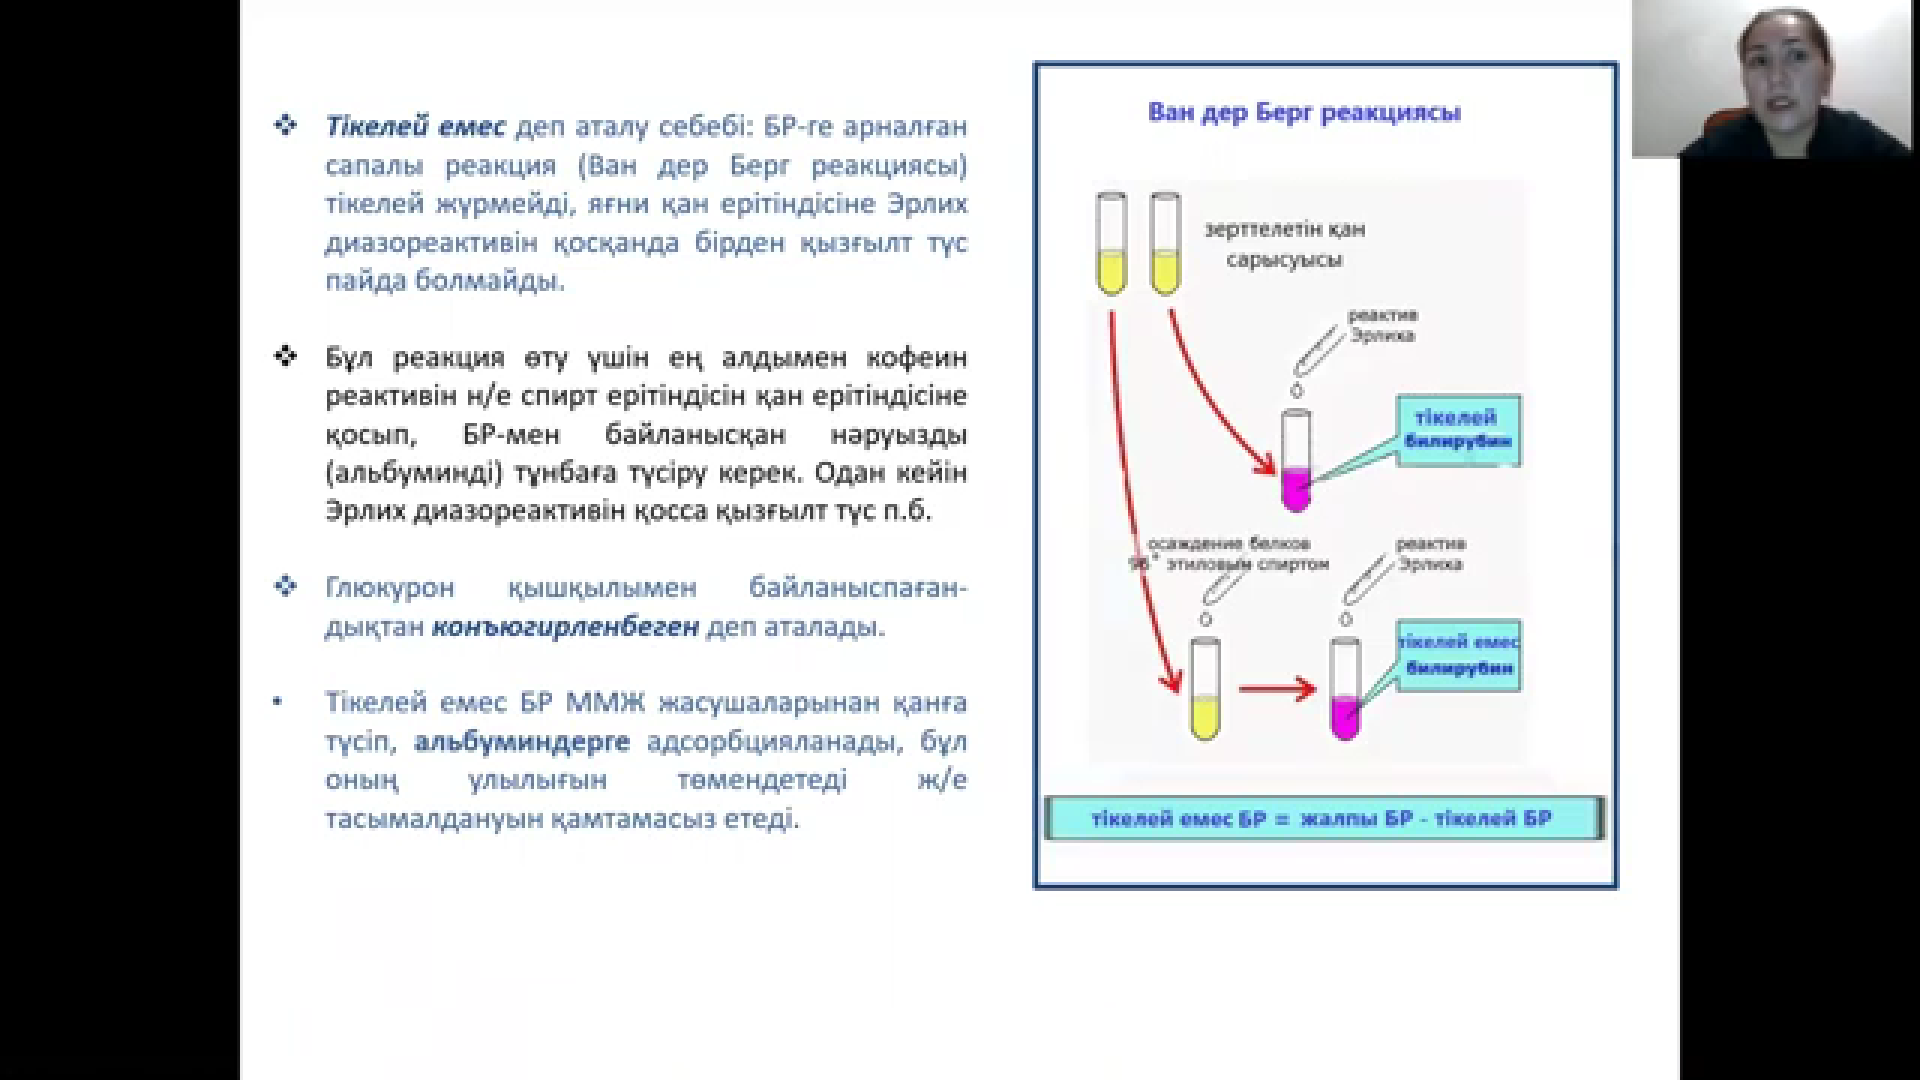 Тікелей емес деп аталу себебі: БР-ге арналған
сапалы реакция (Ван дер Берг реакциясы)
тікелей жүрмейді, яғни қан ерітіндісіне Эрлих
диазореактивін қосқанда бірден қызғылт түс
пайда болмайды.
Бұл реакция өту үшін ең алдымен кофеин
реактивін н/е спирт ерітіндісін қан ерітіндісіне
қосып, БР-мен байланысқан нәруызды
(альбуминді) тұнбаға түсіру керек. Одан кейін
Эрлих диазореактивін қосса қызғылт түс п.б.
Глюкурон қышқылымен байланыспаған-
дықтан конъюгирленбеген деп аталады.
Тікелей емес БР ММЖ жасушаларынан қанға
түсіп, альбуминдерге адсорбцияланады, бұл
оның улылығын төмендетеді ж/е
тасымалдануын қамтамасыз етеді.
Ван дер Берг реакциясы
зерттелетін қан
сарысуысы
реактив
Эрлиха
тікелей
билирубин
осаждение белков
96° этиловым спиртом
реактив
Эрлиха
тікелей емес
билирубин
тікелей емес БР = жалпы БР - тікелей БР